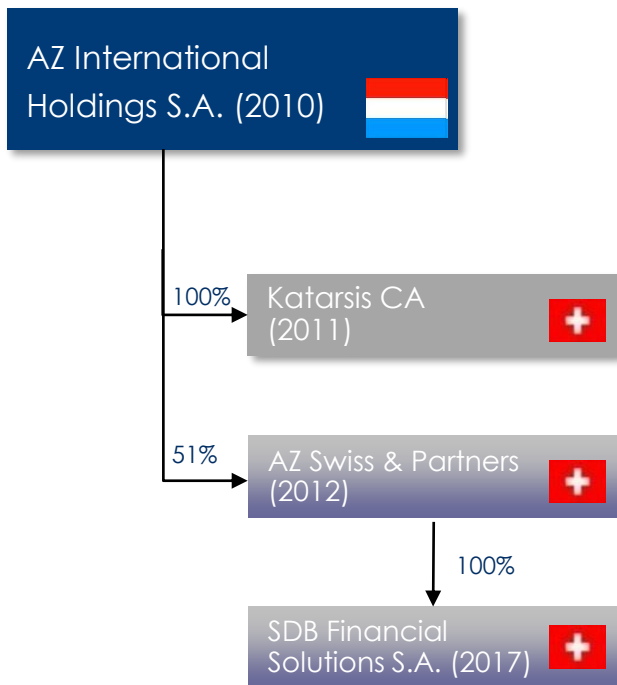 AZ International
Holdings S.A. (2010)
100%
Katarsis CA
(2011)
51%
AZ Swiss & Partners
(2012)
100%
SDB Financial
Solutions S.A. (2017)